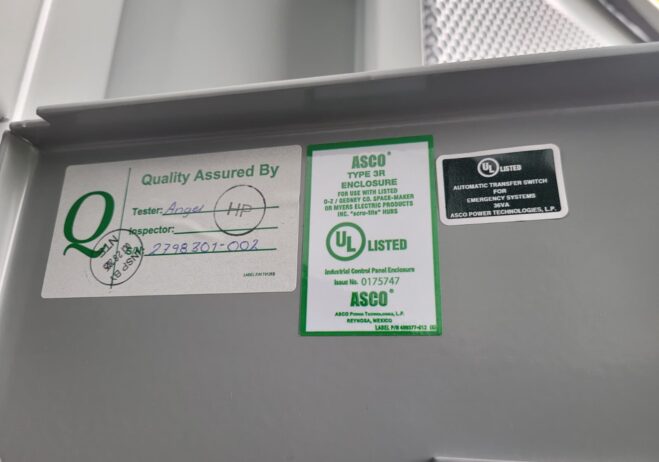 Quality Assured By
Q
Tester: Angel
HP
Inspector:
S/N: 2798301-002
INSP BY
ASCO®
TYPE 3R
ENCLOSURE
FOR USE WITH LISTED
O-Z / GEDNEY CO. SPACE-MAKER
OR MYERS ELECTRIC PRODUCTS
INC. "scru-tite" HUBS
UL LISTED
Industrial Control Panel Enclosure
Issue No. 0175747
ASCO®
ASCO Power Technologies, L.P.
REYNOSA, MEXICO
UL LISTED
AUTOMATIC TRANSFER SWITCH
FOR
EMERGENCY SYSTEMS
36VA
ASCO POWER TECHNOLOGIES, L.P.